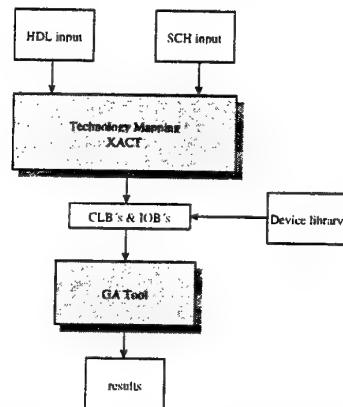 HDL input
SCH input
Technology Mapping
XACT
CLB's & IOB's
Device library
GA Tool
results